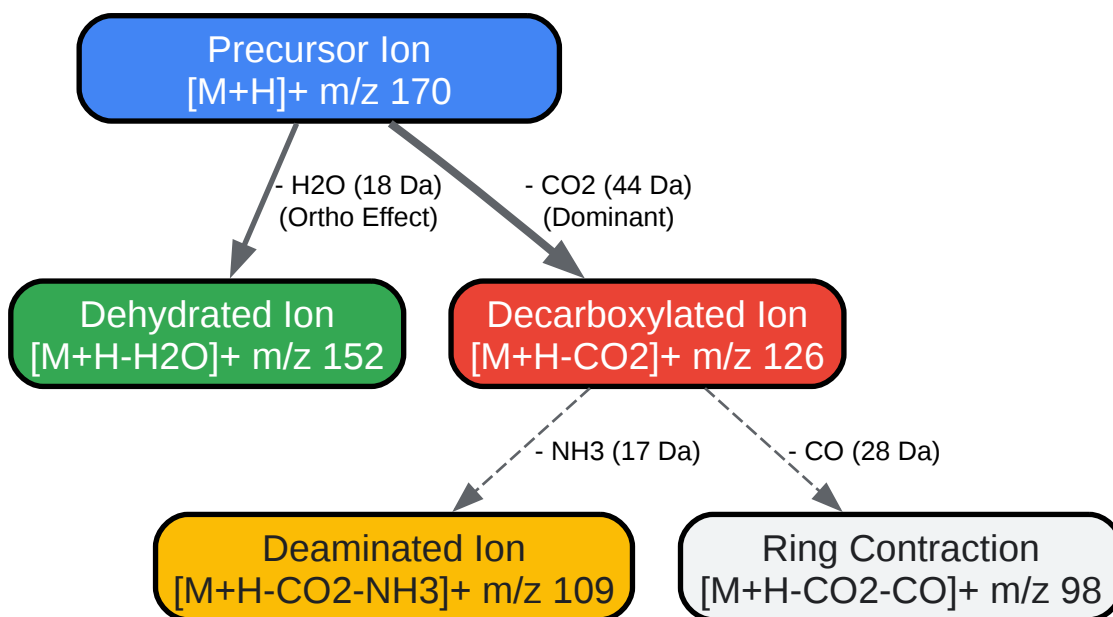 Precursor Ion
[M+H]+ m/z 170
- H2O (18 Da)
(Ortho Effect)
- CO2 (44 Da)
(Dominant)
Dehydrated Ion
[M+H-H2O]+ m/z 152
Decarboxylated Ion
[M+H-CO2]+ m/z 126
- NH3 (17 Da)
- CO (28 Da)
Deaminated Ion
[M+H-CO2-NH3]+ m/z 109
Ring Contraction
[M+H-CO2-CO]+ m/z 98